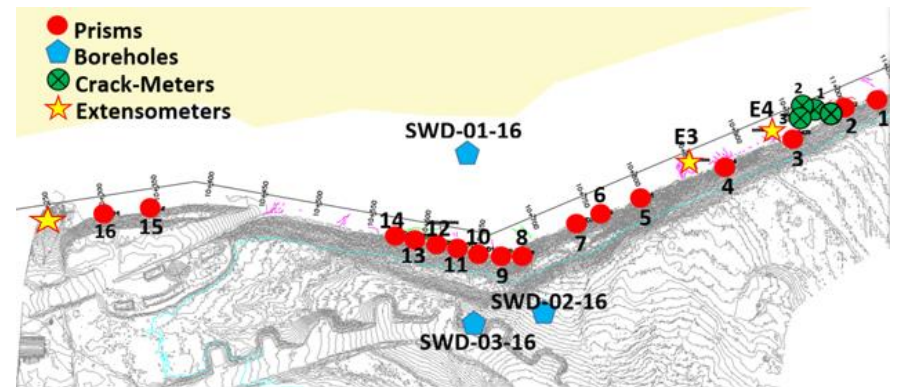 Prisms
Boreholes
Crack-Meters
Extensometers
SWD-01-16
E3
E4
2
1
3
2
1
3
4
5
6
7
8
9
10
11
12
13
14
15
16
SWD-02-16
SWD-03-16